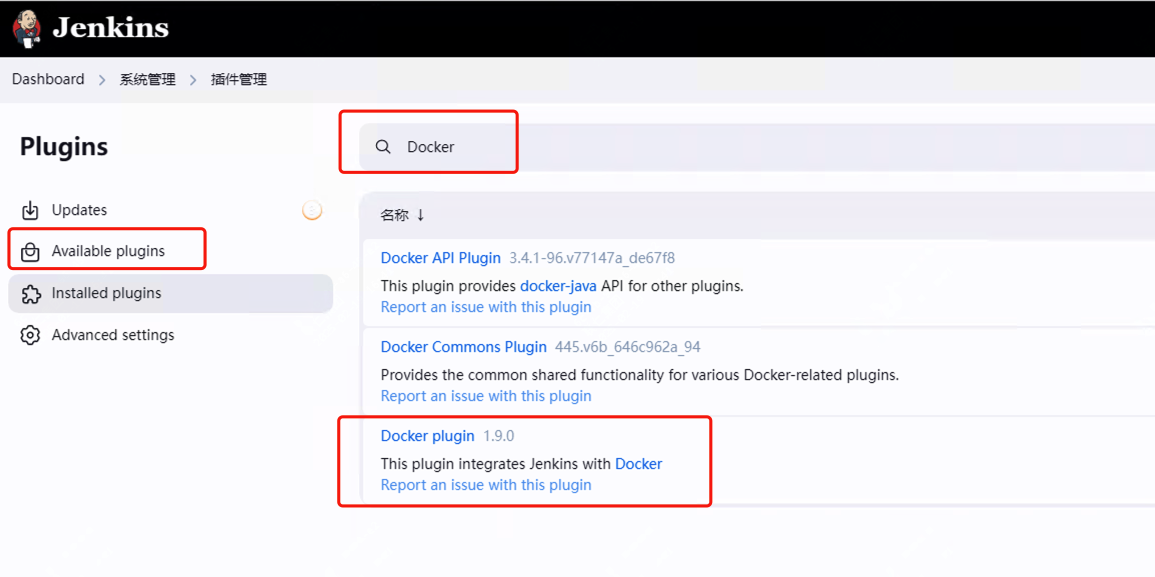 Jenkins
Dashboard > 系统管理 > 插件管理
Plugins
Docker
Updates
Available plugins
Installed plugins
Advanced settings
名称 ↓
Docker API Plugin 3.4.1-96.v77147a_de67f8
This plugin provides docker-java API for other plugins.
Report an issue with this plugin
Docker Commons Plugin 445.v6b_646c962a_94
Provides the common shared functionality for various Docker-related plugins.
Report an issue with this plugin
Docker plugin 1.9.0
This plugin integrates Jenkins with Docker
Report an issue with this plugin